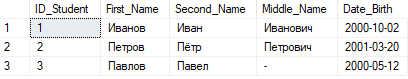 ID_Student First_Name Second_Name Middle_Name Date_Birth
1 1 Иванов Иван Иванович 2000-10-02
2 2 Петров Пётр Петрович 2001-03-20
3 3 Павлов Павел - 2000-05-12